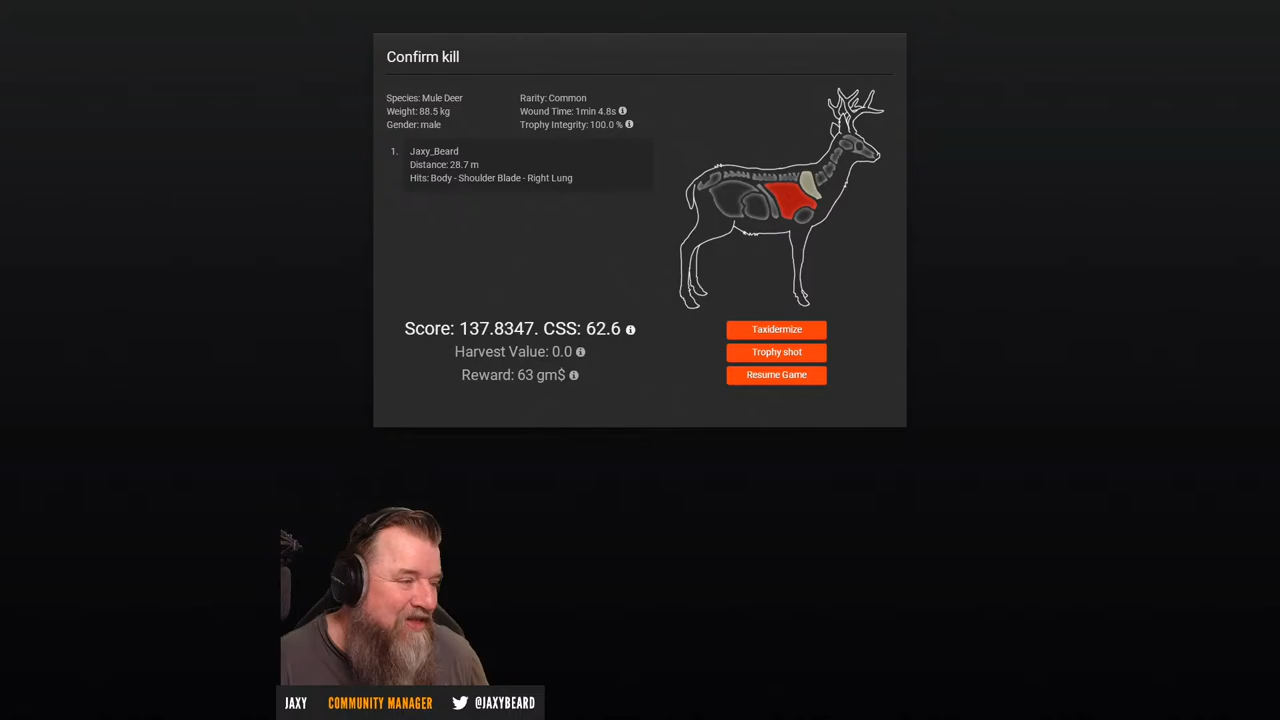 Confirm kill
Species: Mule Deer
Weight: 88.5 kg
Gender: male
Rarity: Common
Wound Time: 1min 4.8s
Trophy Integrity: 100.0 %
1. Jaxy_Beard
Distance: 28.7 m
Hits: Body - Shoulder Blade - Right Lung
Score: 137.8347. CSS: 62.6
Harvest Value: 0.0
Reward: 63 gm$
Taxidermize
Trophy shot
Resume Game
JAXY COMMUNITY MANAGER @JAXYBEARD